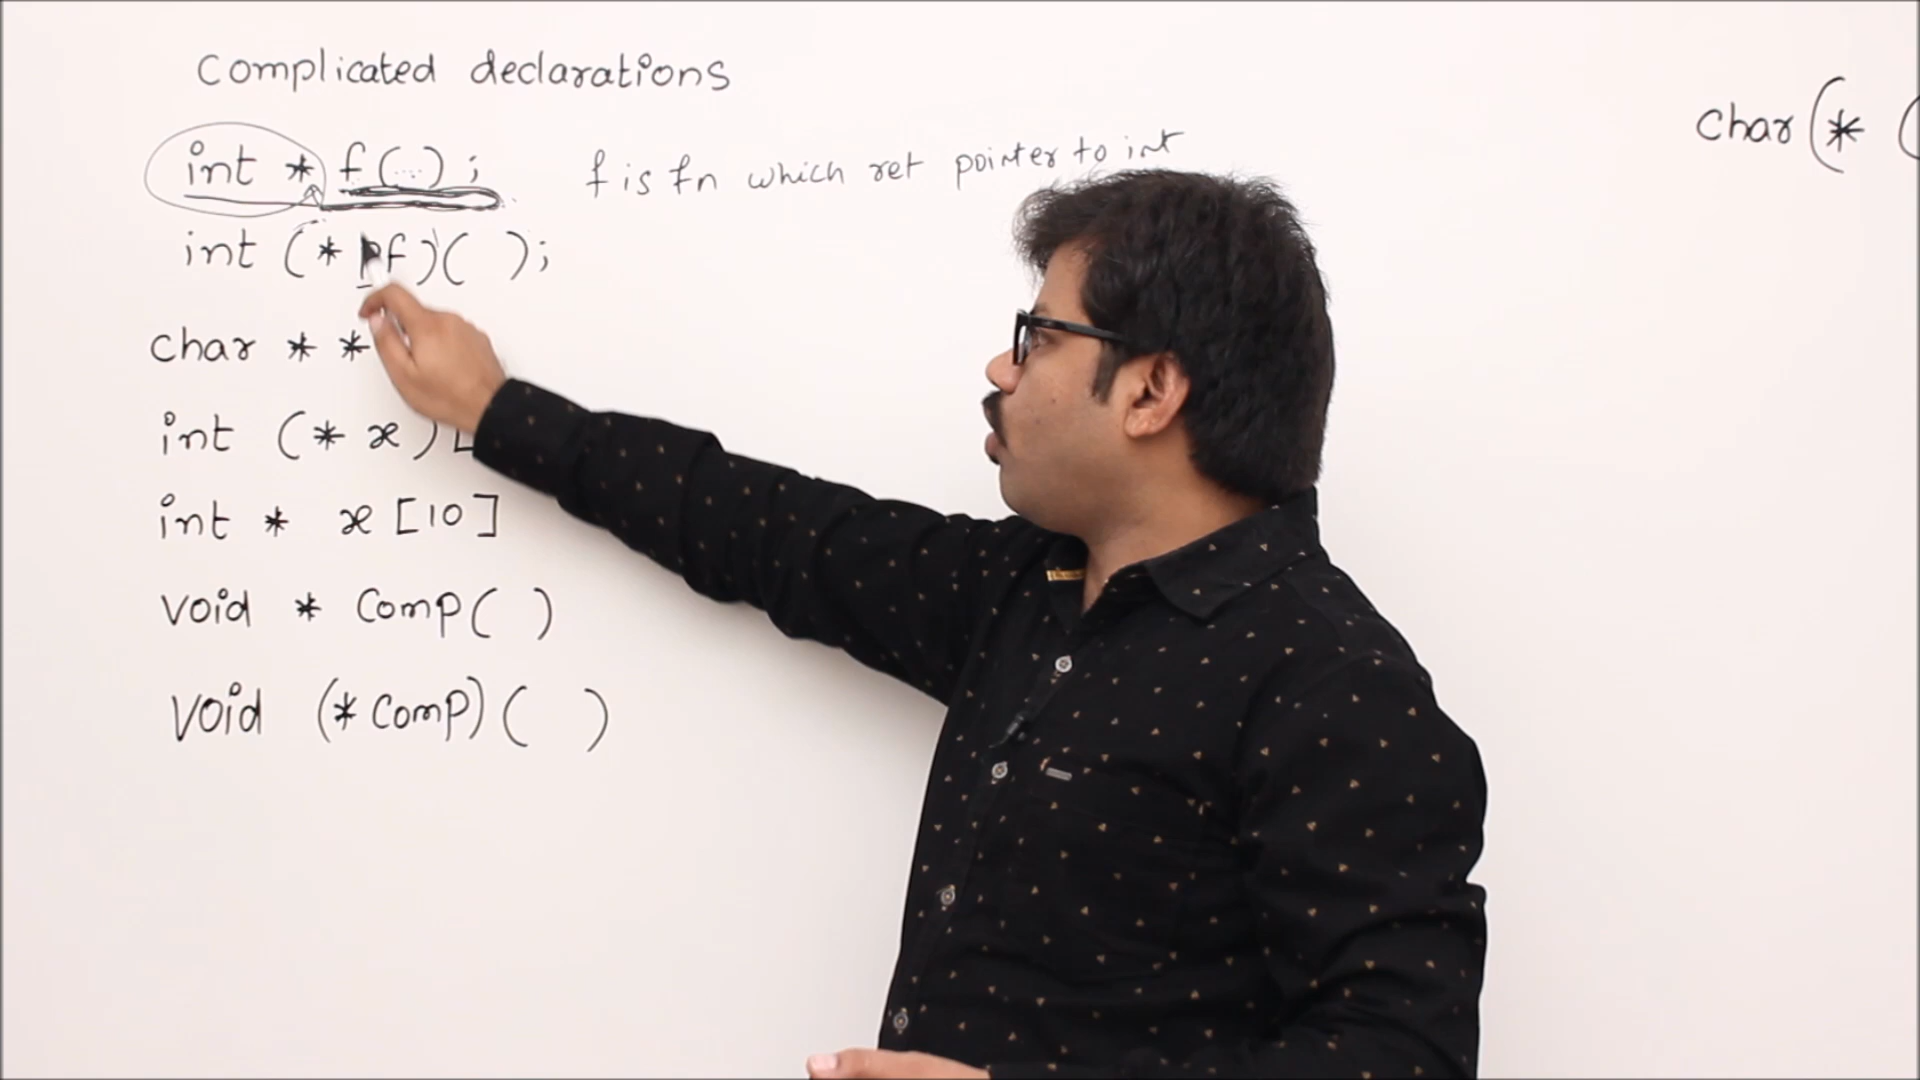 Complicated declarations
int * f(...);
f is fn which ret pointer to int
int (* pf)( );
char * *
int (* x)[
int * x[10]
void * comp( )
void (*comp)( )
char (* (